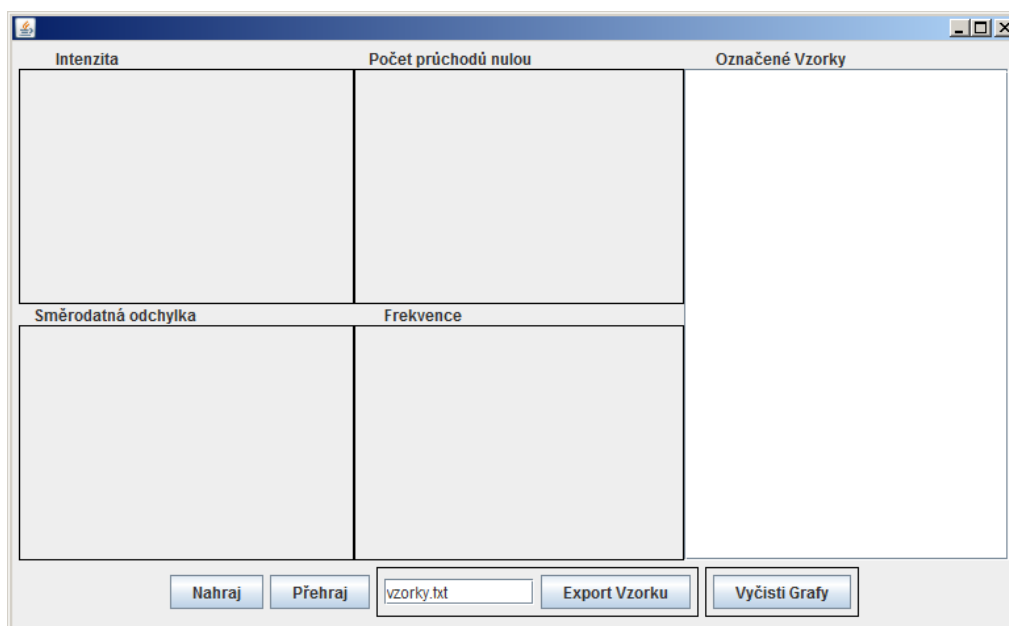 Intenzita
Počet průchodů nulou
Označené Vzorky
Směrodatná odchylka
Frekvence
Nahraj
Přehraj
vzorky.txt
Export Vzorku
Vyčisti Grafy